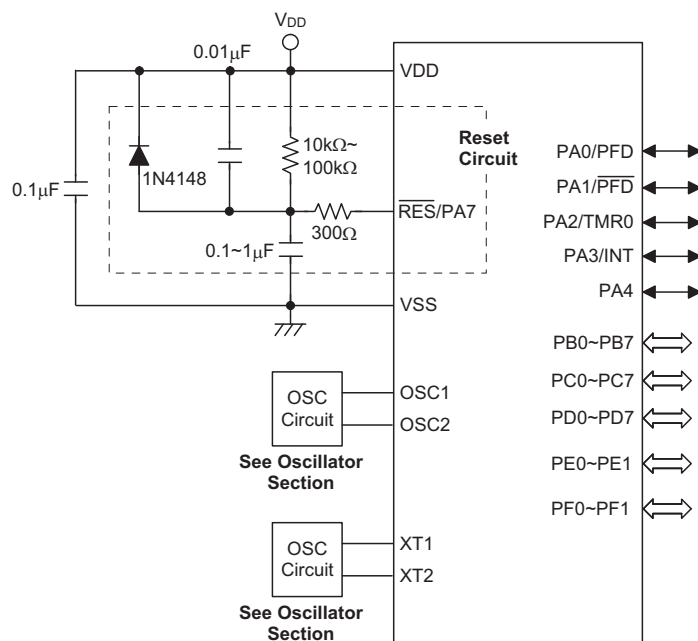 VDD
0.01μF
VDD
Reset
Circuit
10kΩ~
100kΩ
1N4148
0.1μF
RES/PA7
300Ω
0.1~1μF
VSS
PA0/PFD
PA1/PFD
PA2/TMR0
PA3/INT
PA4
PB0~PB7
PC0~PC7
PD0~PD7
PE0~PE1
PF0~PF1
OSC
Circuit
OSC1
OSC2
See Oscillator
Section
OSC
Circuit
XT1
XT2
See Oscillator
Section